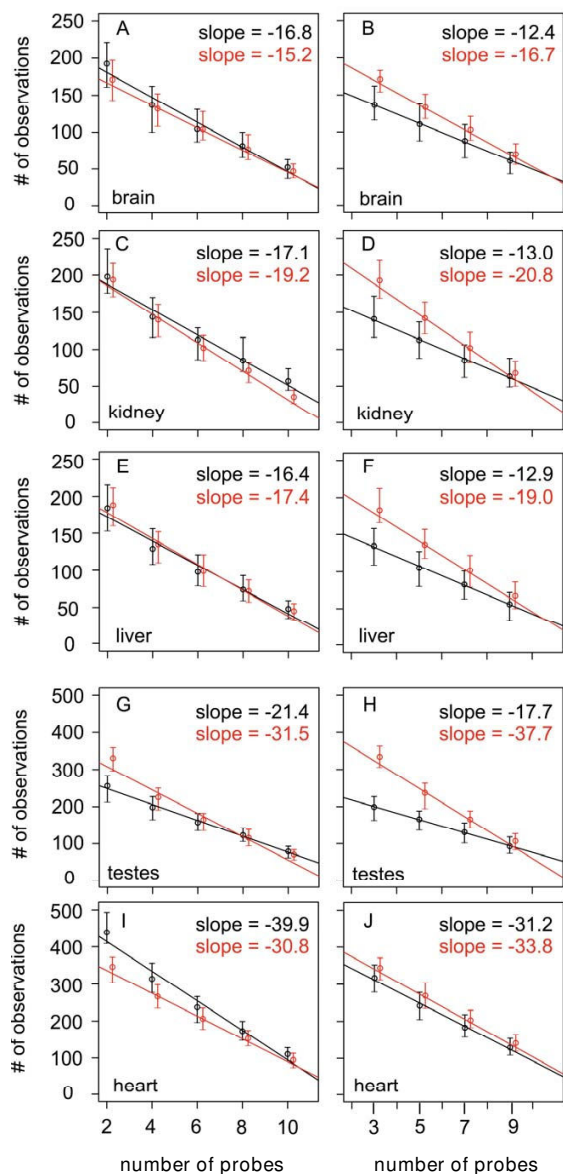 A
slope = -16.8
slope = -15.2
250
200
150
100
50
0
# of observations
brain
B
slope = -12.4
slope = -16.7
brain
C
slope = -17.1
slope = -19.2
250
200
150
100
50
0
# of observations
kidney
D
slope = -13.0
slope = -20.8
kidney
E
slope = -16.4
slope = -17.4
250
200
150
100
50
0
# of observations
liver
F
slope = -12.9
slope = -19.0
liver
G
slope = -21.4
slope = -31.5
500
400
300
200
100
0
# of observations
testes
H
slope = -17.7
slope = -37.7
testes
I
slope = -39.9
slope = -30.8
500
400
300
200
100
0
# of observations
heart
2 4 6 8 10
number of probes
J
slope = -31.2
slope = -33.8
heart
3 5 7 9
number of probes